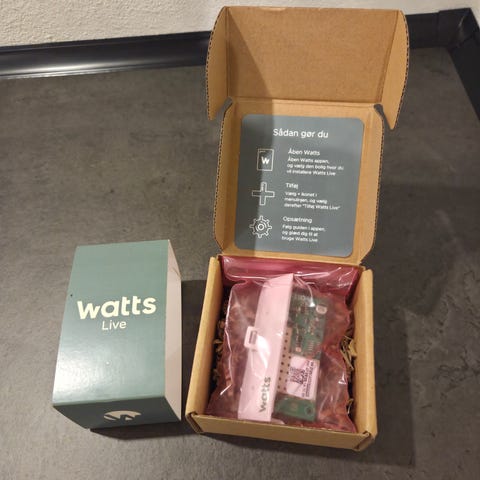 Sådan gør du
W
Åben Watts
Åben Watts appen,
og vælg den bolig hvor du
vil installere Watts Live
Tilføj
Vælg + ikonet i
menulinjen, og vælg
derefter "Tilføj Watts Live"
Opsætning
Følg guiden i appen,
og glæd dig til at
bruge Watts Live
watts
Live
watts